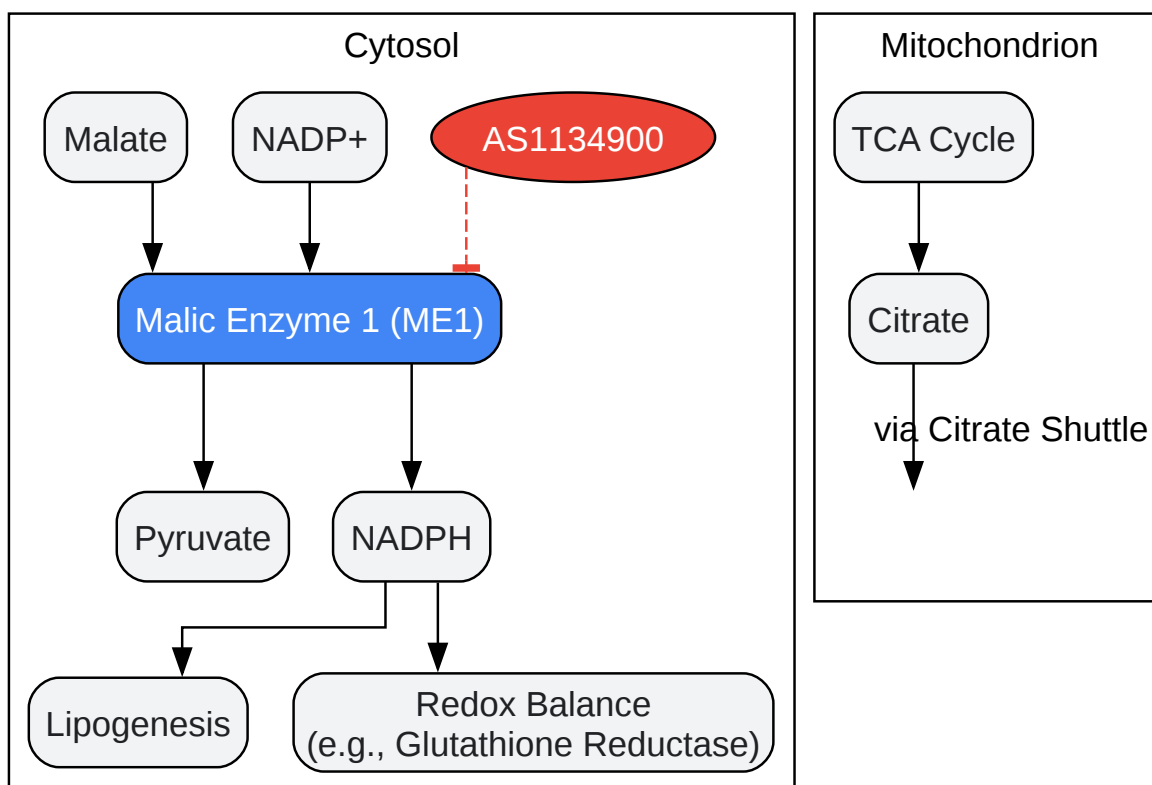 Cytosol
Mitochondrion
Malate
NADP+
AS1134900
TCA Cycle
Malic Enzyme 1 (ME1)
Citrate
via Citrate Shuttle
Pyruvate
NADPH
Lipogenesis
Redox Balance
(e.g., Glutathione Reductase)